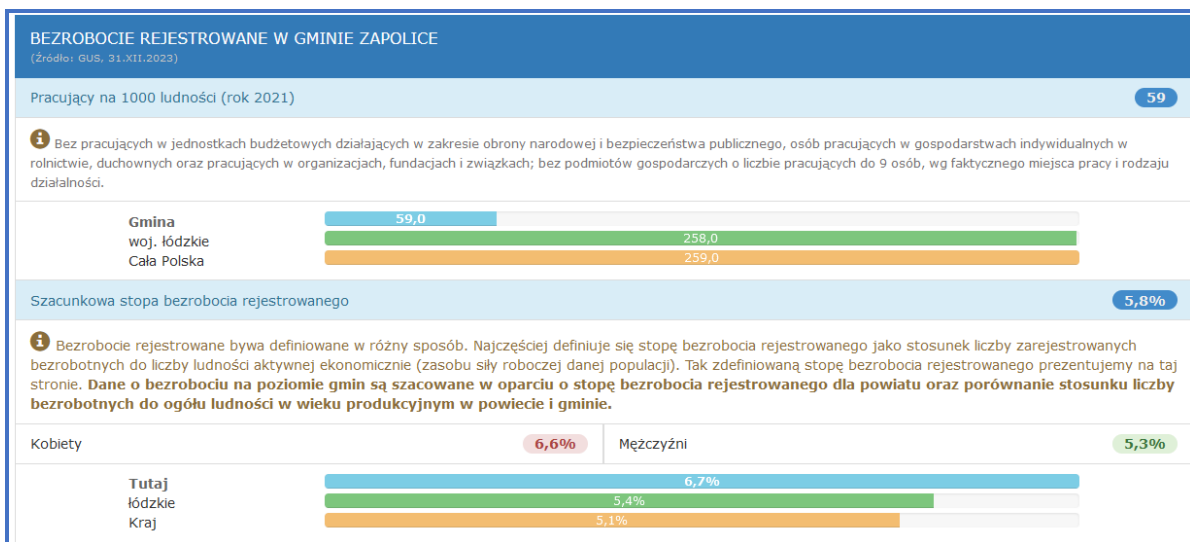 BEZROBOCIE REJESTROWANE W GMINIE ZAPOLICE
(Źródło: GUS, 31.XII.2023)
Pracujący na 1000 ludności (rok 2021) 59
Bez pracujących w jednostkach budżetowych działających w zakresie obrony narodowej i bezpieczeństwa publicznego, osób pracujących w gospodarstwach indywidualnych w
rolnictwie, duchownych oraz pracujących w organizacjach, fundacjach i związkach; bez podmiotów gospodarczych o liczbie pracujących do 9 osób, wg faktycznego miejsca pracy i rodzaju
działalności.
Gmina 59,0
woj. łódzkie 258,0
Cała Polska 259,0
Szacunkowa stopa bezrobocia rejestrowanego 5,8%
Bezrobocie rejestrowane bywa definiowane w różny sposób. Najczęściej definiuje się stopę bezrobocia rejestrowanego jako stosunek liczby zarejestrowanych
bezrobotnych do liczby ludności aktywnej ekonomicznie (zasobu siły roboczej danej populacji). Tak zdefiniowaną stopę bezrobocia rejestrowanego prezentujemy na taj
stronie. Dane o bezrobociu na poziomie gmin są szacowane w oparciu o stopę bezrobocia rejestrowanego dla powiatu oraz porównanie stosunku liczby
bezrobotnych do ogółu ludności w wieku produkcyjnym w powiecie i gminie.
Kobiety 6,6% Mężczyźni 5,3%
Tutaj 6,7%
łódzkie 5,4%
Kraj 5,1%